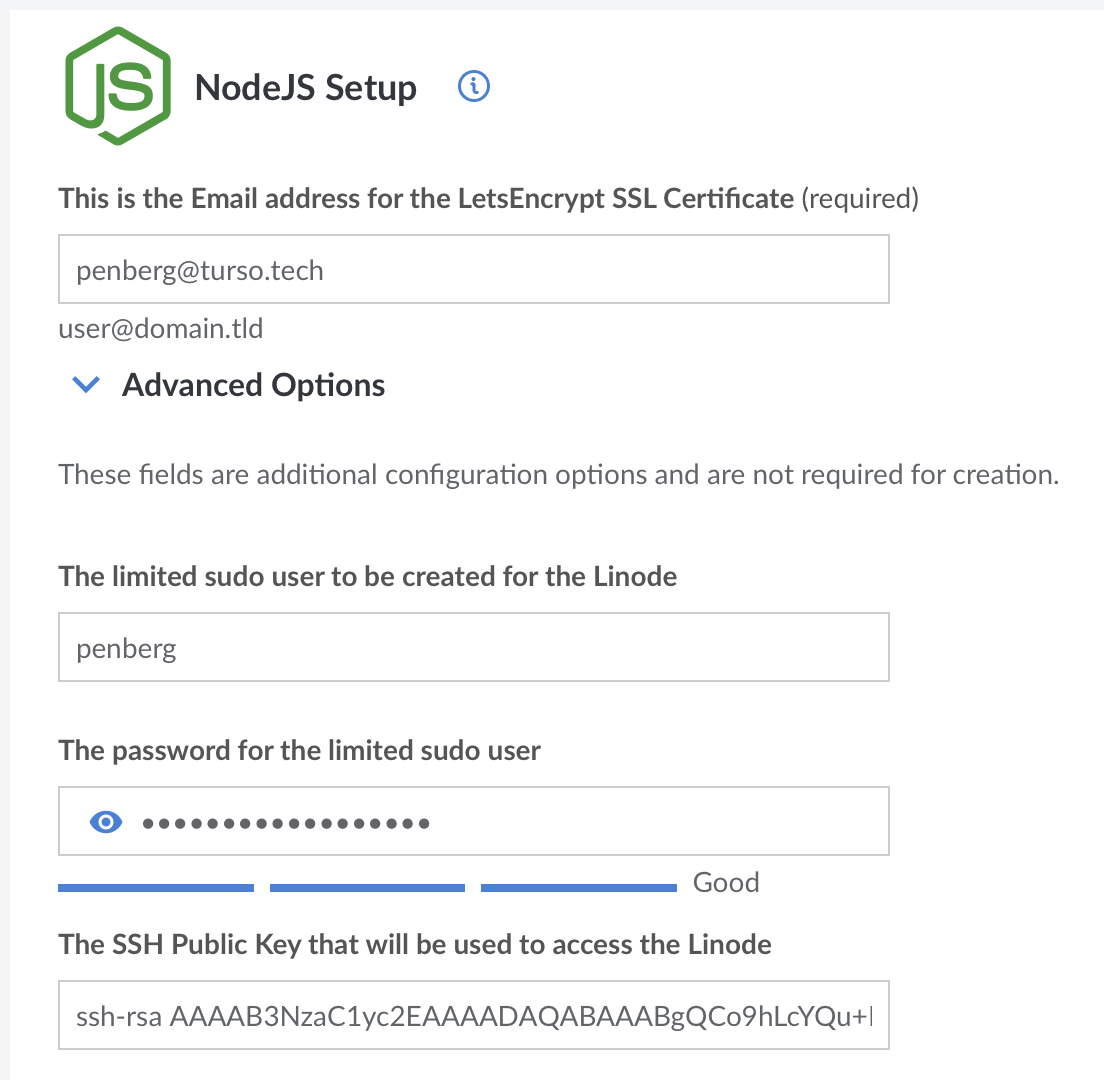 JS
NodeJS Setup
This is the Email address for the LetsEncrypt SSL Certificate (required)
penberg@turso.tech
user@domain.tld
Advanced Options
These fields are additional configuration options and are not required for creation.
The limited sudo user to be created for the Linode
penberg
The password for the limited sudo user
••••••••••••••••••
Good
The SSH Public Key that will be used to access the Linode
ssh-rsa AAAAB3NzaC1yc2EAAAADAQABAAABgQCo9hLcYQu+